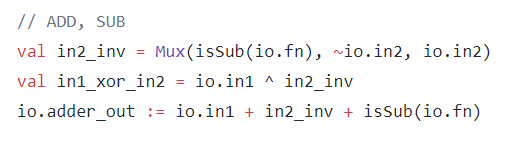 // ADD, SUB
val in2_inv = Mux(isSub(io.fn), ~io.in2, io.in2)
val in1_xor_in2 = io.in1 ^ in2_inv
io.adder_out := io.in1 + in2_inv + isSub(io.fn)